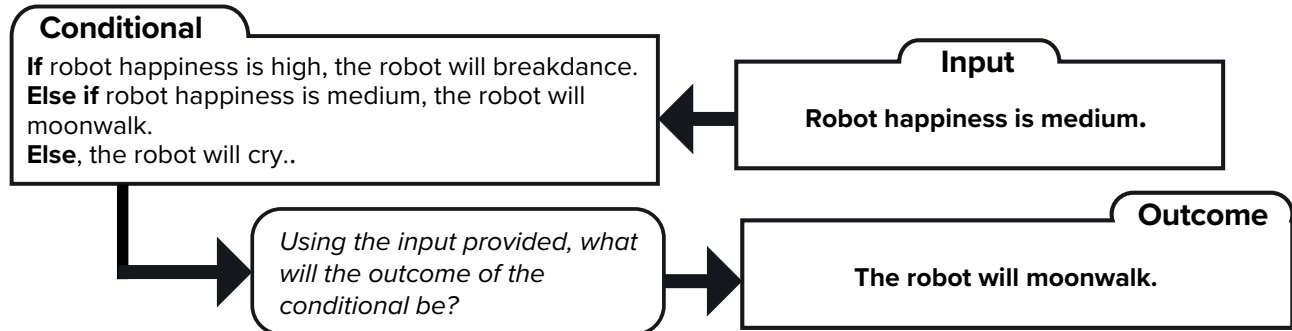 Conditional
If robot happiness is high, the robot will breakdance.
Else if robot happiness is medium, the robot will
moonwalk.
Else, the robot will cry..
Input
Robot happiness is medium.
Using the input provided, what
will the outcome of the
conditional be?
Outcome
The robot will moonwalk.